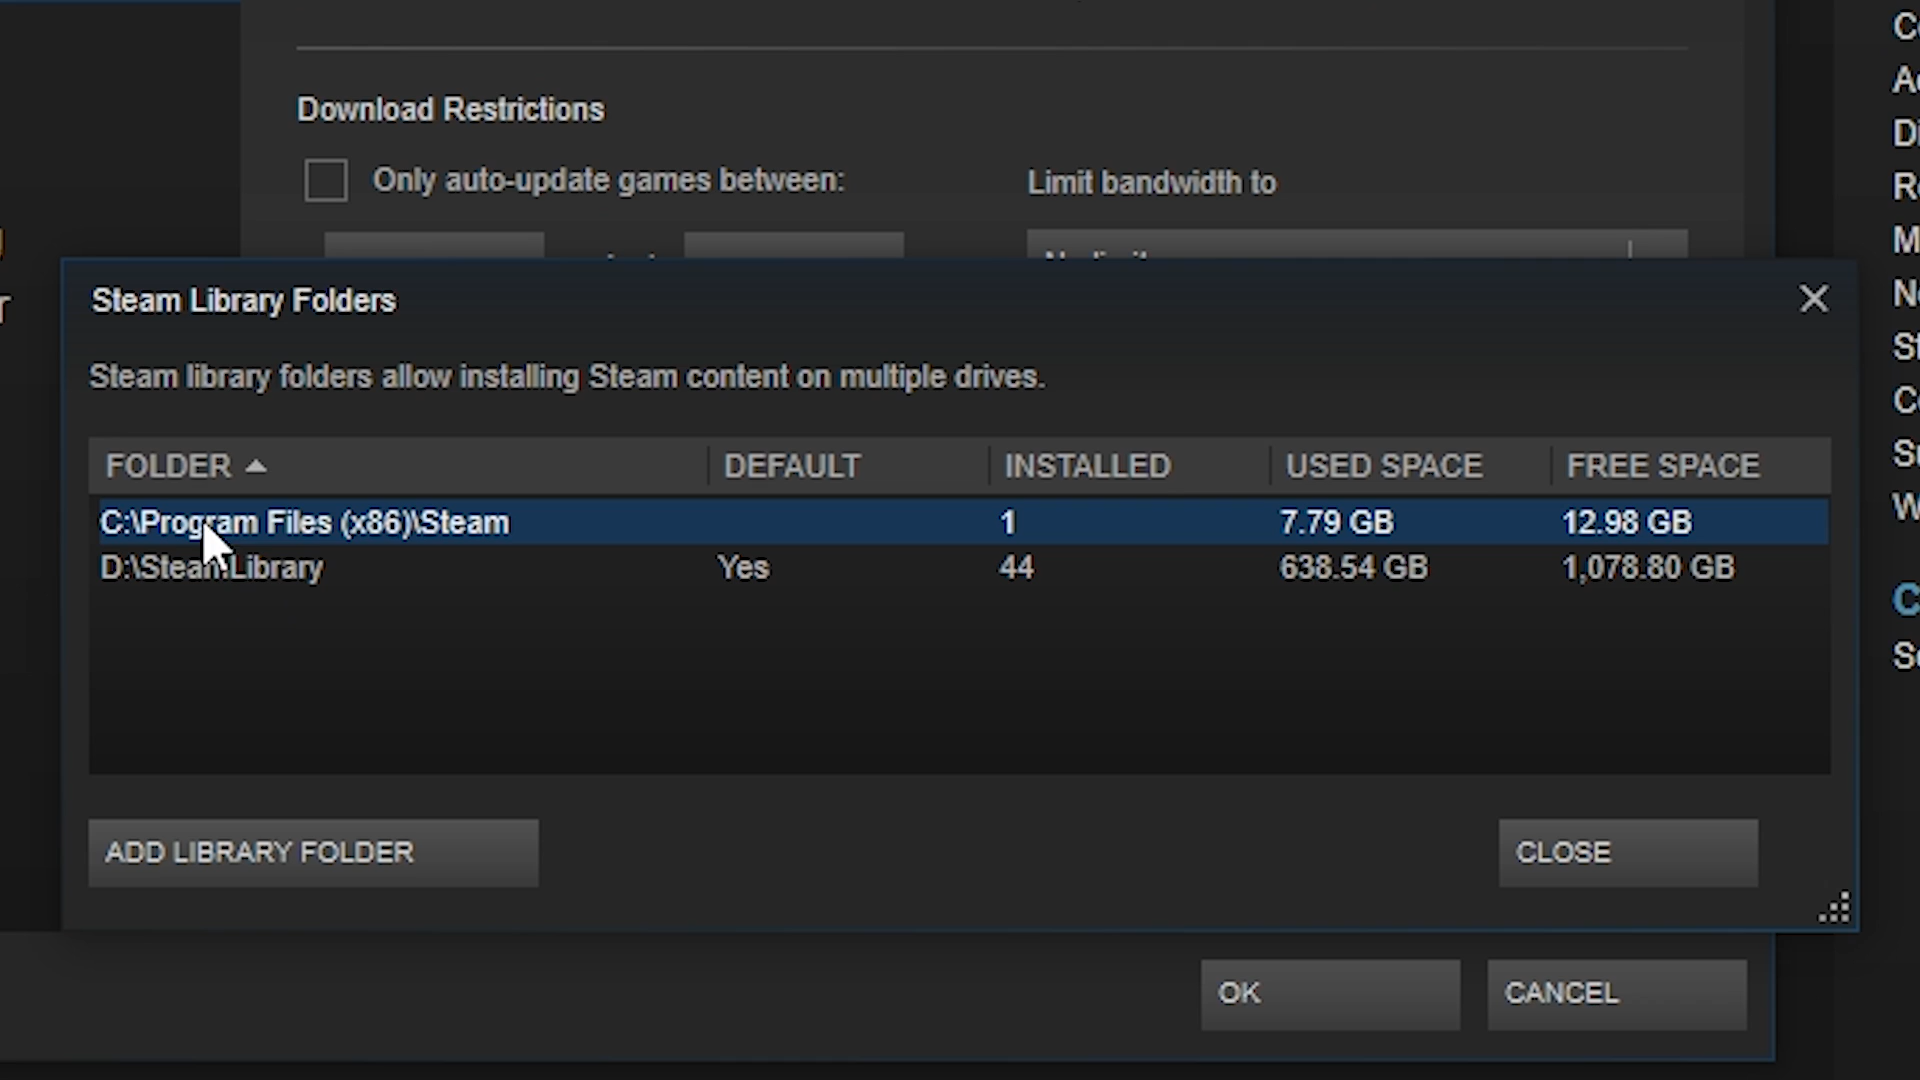 Download Restrictions
Only auto-update games between:
Limit bandwidth to
Steam Library Folders
Steam library folders allow installing Steam content on multiple drives.
FOLDER DEFAULT INSTALLED USED SPACE FREE SPACE
C:\Program Files (x86)\Steam 1 7.79 GB 12.98 GB
D:\SteamLibrary Yes 44 638.54 GB 1,078.80 GB
ADD LIBRARY FOLDER CLOSE
OK CANCEL